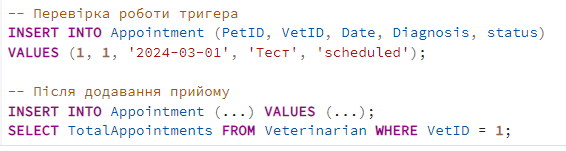 -- Перевірка роботи тригера
INSERT INTO Appointment (PetID, VetID, Date, Diagnosis, status)
VALUES (1, 1, '2024-03-01', 'Тест', 'scheduled');

-- Після додавання прийому
INSERT INTO Appointment (...) VALUES (...);
SELECT TotalAppointments FROM Veterinarian WHERE VetID = 1;